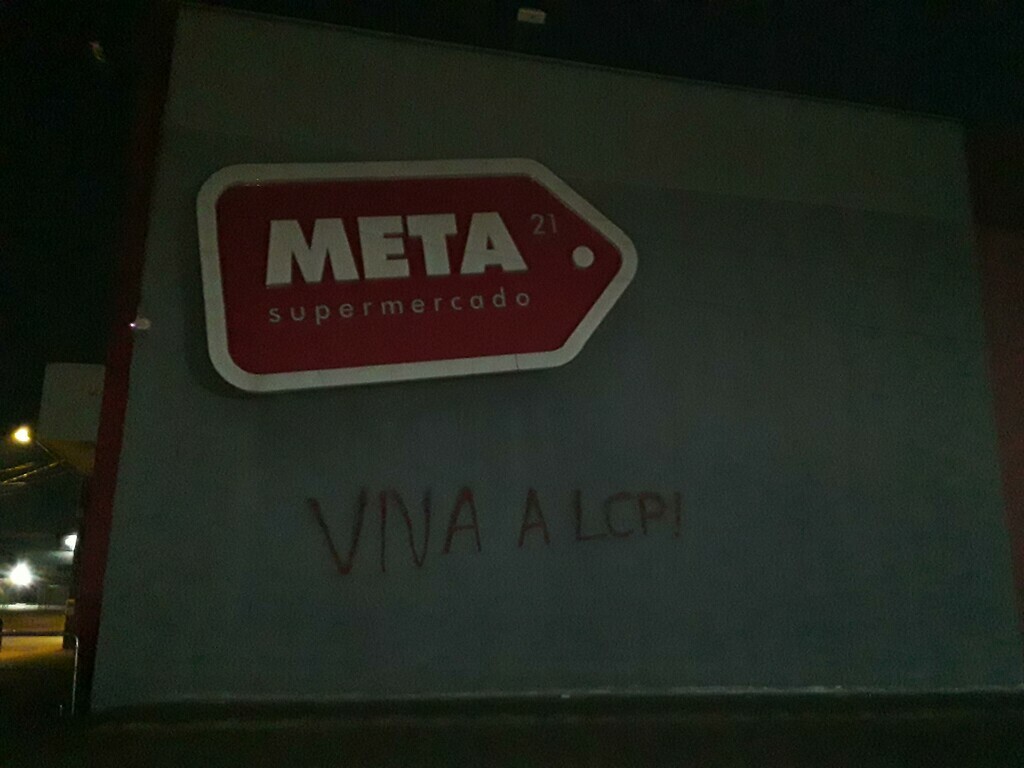 META 21
supermercado
VIVA A LCP!